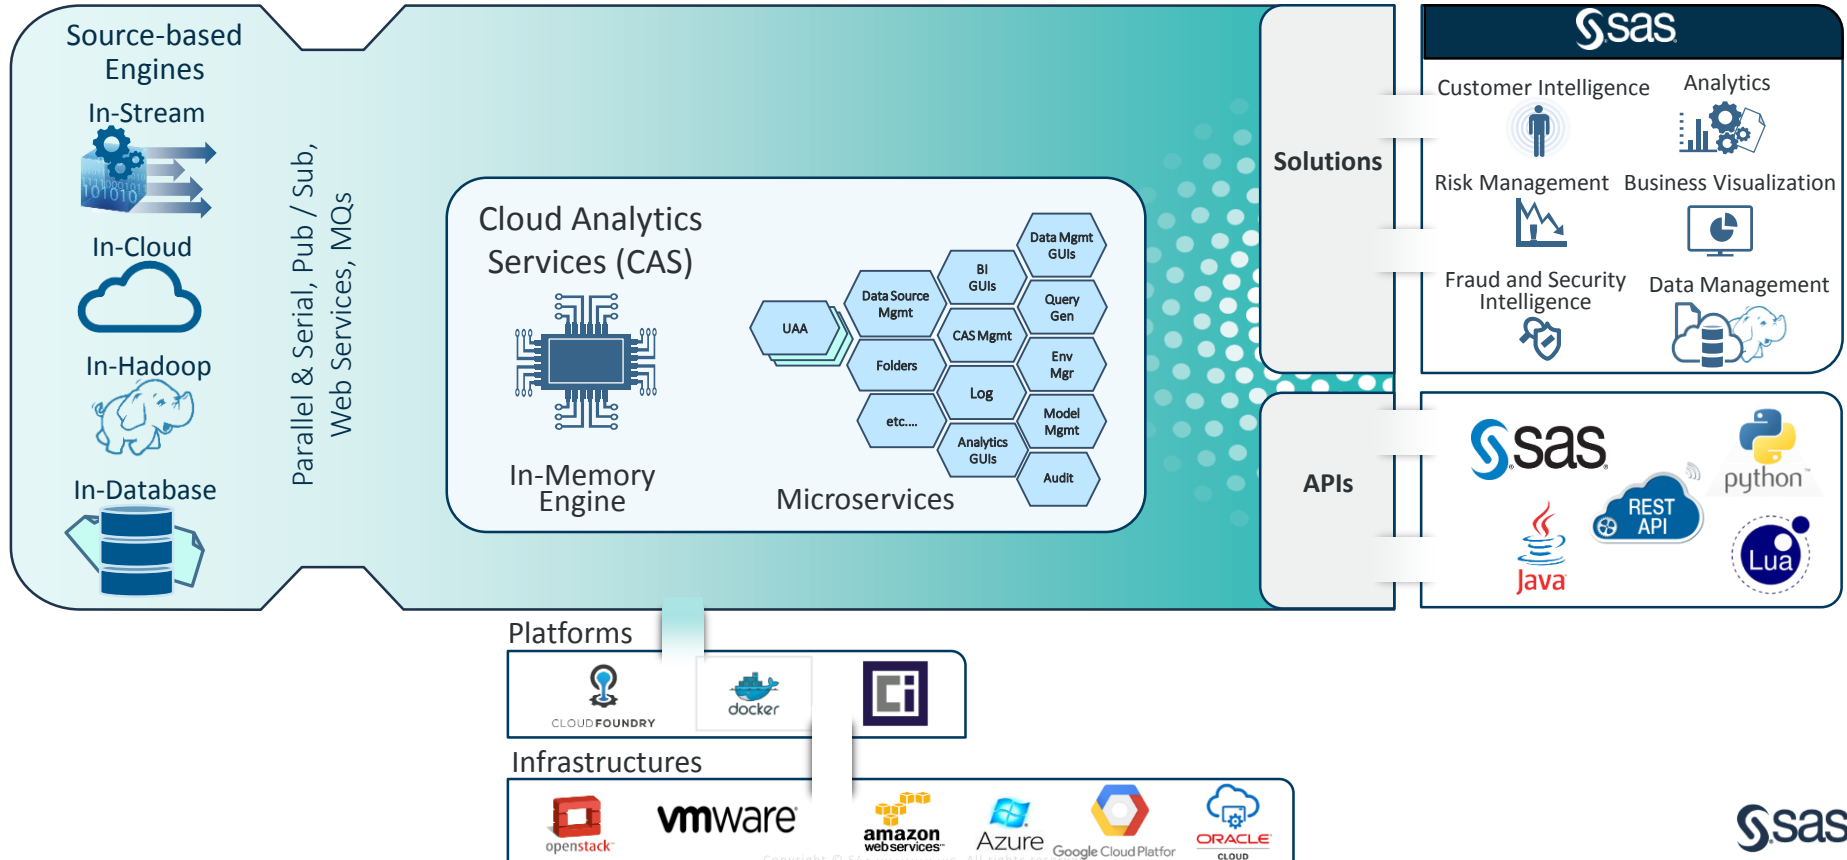 Source-based
Engines
In-Stream
In-Cloud
In-Hadoop
In-Database
Parallel & Serial, Pub / Sub,
Web Services, MQs
Cloud Analytics
Services (CAS)
In-Memory
Engine
UAA
Data Source
Mgmt
Folders
etc....
BI
GUIs
CAS Mgmt
Log
Analytics
GUIs
Data Mgmt
GUIs
Query
Gen
Env
Mgr
Model
Mgmt
Audit
Microservices
Solutions
APIs
sas
Customer Intelligence
Analytics
Risk Management
Business Visualization
Fraud and Security
Intelligence
Data Management
sas
python
REST
API
Java
Lua
Platforms
CLOUDFOUNDRY
docker
Ci
Infrastructures
openstack
vmware
amazon
webservices
Azure
Google Cloud Platfor
ORACLE
CLOUD
sas